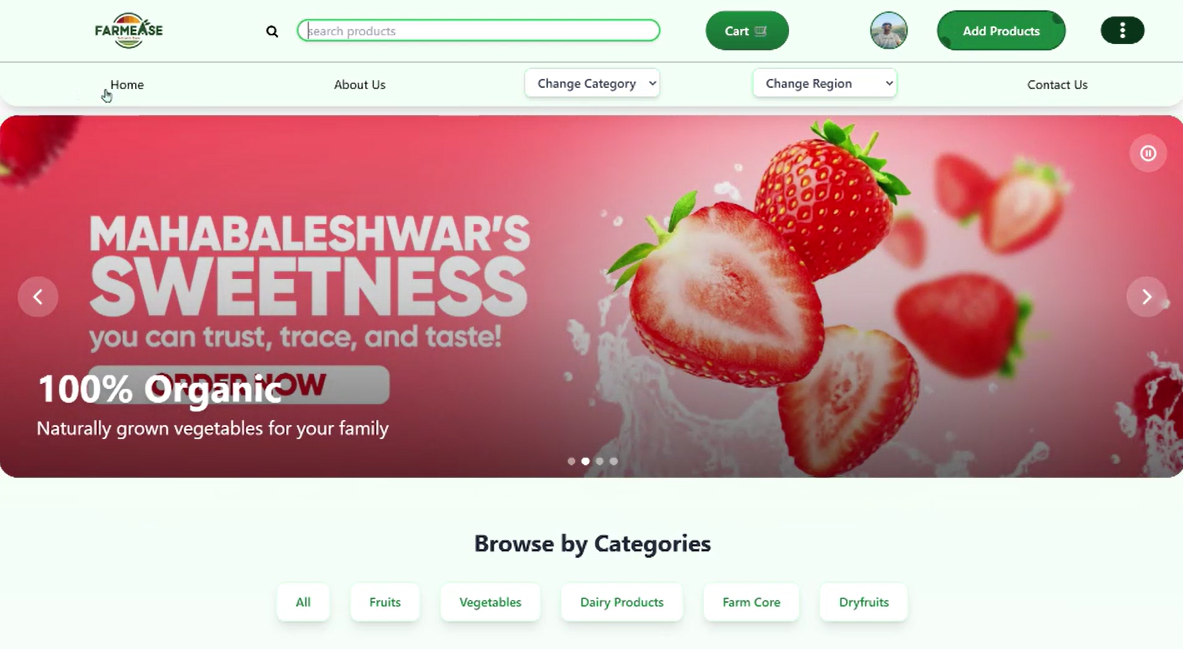 FARMEASE
search products
Cart
Add Products
Home
About Us
Change Category
Change Region
Contact Us
MAHABALESHWAR'S
SWEETNESS
you can trust, trace, and taste!
ORDER NOW
100% Organic
Naturally grown vegetables for your family
Browse by Categories
All
Fruits
Vegetables
Dairy Products
Farm Core
Dryfruits